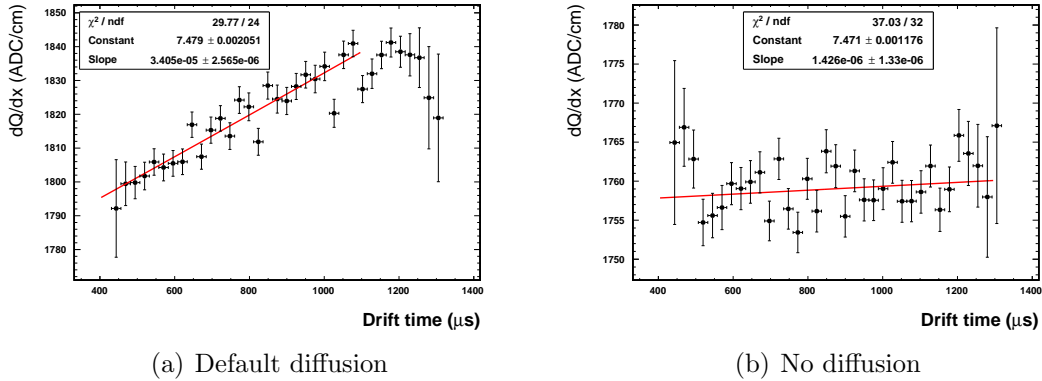 χ² / ndf 29.77 / 24
Constant 7.479 ± 0.002051
Slope 3.405e-05 ± 2.565e-06
dQ/dx (ADC/cm)
1840
1830
1820
1810
1800
1790
1780
400 600 800 1000 1200 1400
Drift time (μs)
(a) Default diffusion
χ² / ndf 37.03 / 32
Constant 7.471 ± 0.001176
Slope 1.426e-06 ± 1.33e-06
dQ/dx (ADC/cm)
1780
1775
1770
1765
1760
1755
1750
400 600 800 1000 1200 1400
Drift time (μs)
(b) No diffusion